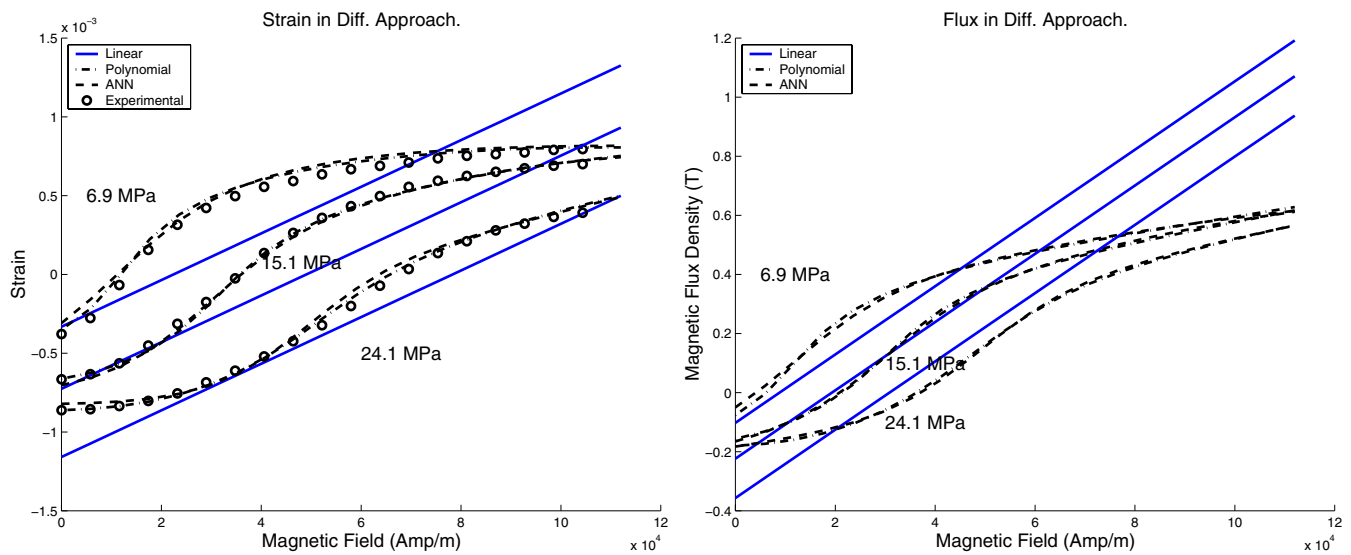 Strain in Diff. Approach.
x 10⁻³
1.5
1
0.5
0
−0.5
−1
−1.5
Strain
Linear
Polynomial
ANN
Experimental
6.9 MPa
15.1 MPa
24.1 MPa
0 2 4 6 8 10 12
Magnetic Field (Amp/m)
x 10⁴
Flux in Diff. Approach.
1.2
1
0.8
0.6
0.4
0.2
0
−0.2
−0.4
Magnetic Flux Density (T)
Linear
Polynomial
ANN
6.9 MPa
15.1 MPa
24.1 MPa
0 2 4 6 8 10 12
Magnetic Field (Amp/m)
x 10⁴